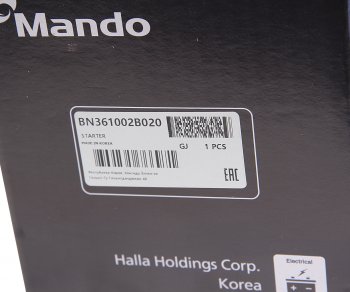 Mando
BN361002B020
STARTER
MADE IN KOREA
GJ 1 PCS
EAC
Halla Holdings Corp.
Korea
Electrical